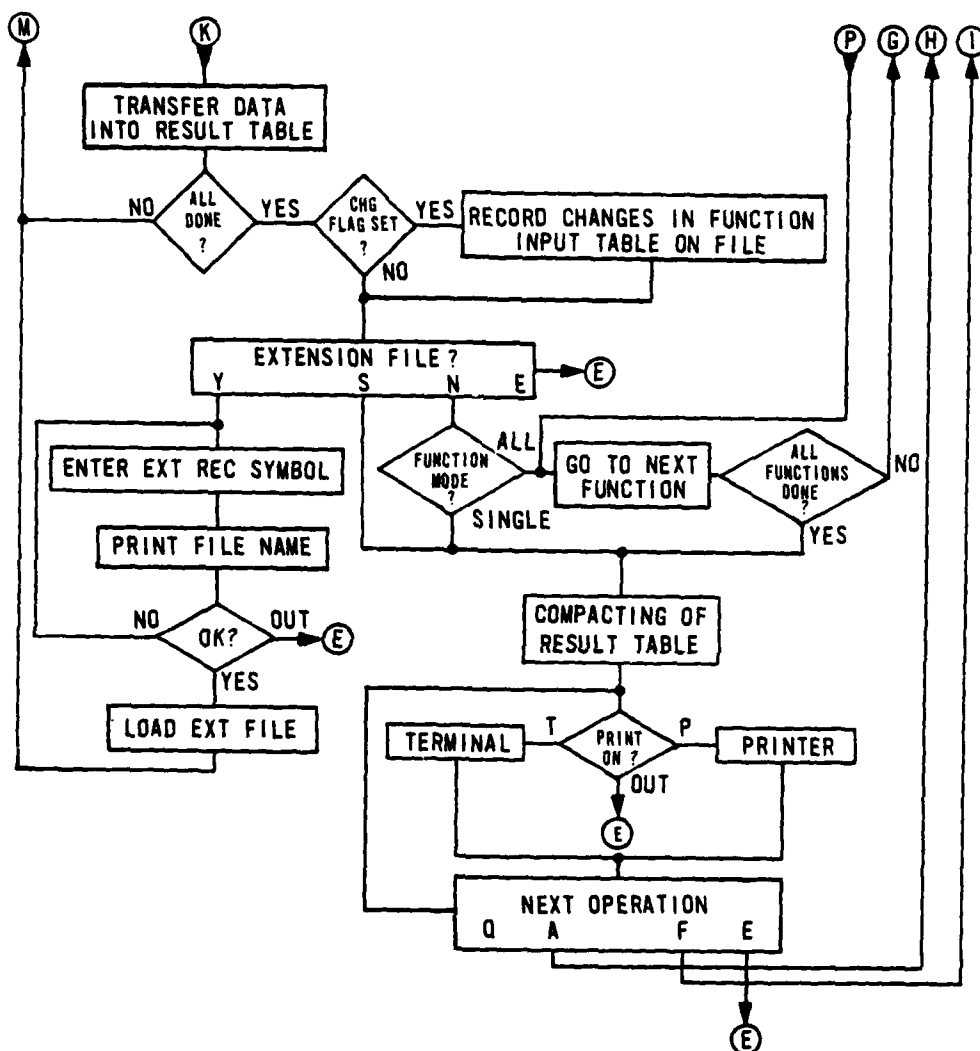 M
K
P G H I
TRANSFER DATA
INTO RESULT TABLE
NO
ALL
DONE
?
YES
CHG
FLAG SET
?
YES
NO
RECORD CHANGES IN FUNCTION
INPUT TABLE ON FILE
EXTENSION FILE ?
Y S N E
E
ENTER EXT REC SYMBOL
PRINT FILE NAME
NO
OK?
OUT
E
YES
LOAD EXT FILE
FUNCTION
MODE
?
ALL
SINGLE
GO TO NEXT
FUNCTION
ALL
FUNCTIONS
DONE
?
NO
YES
COMPACTING OF
RESULT TABLE
TERMINAL
T
PRINT
ON ?
P
PRINTER
OUT
E
NEXT OPERATION
Q A F E
E